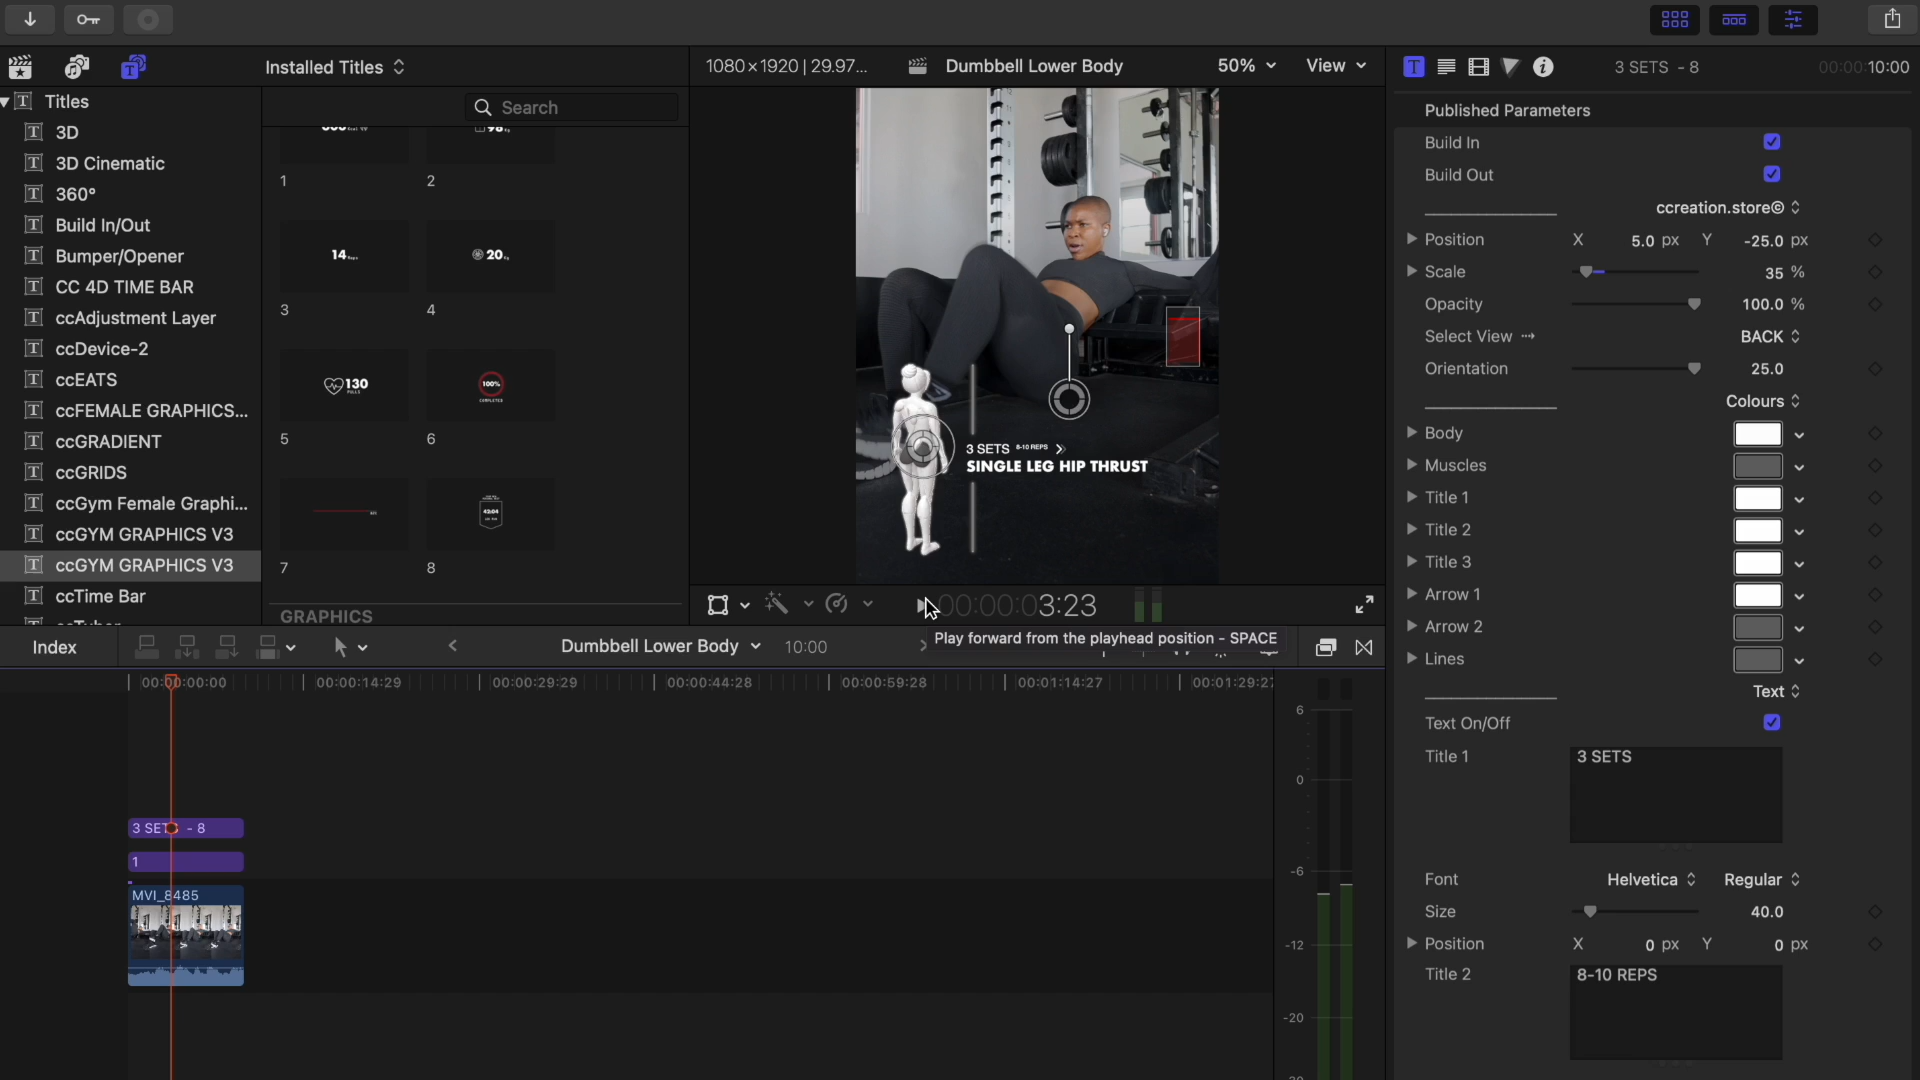 Installed Titles
1080×1920 | 29.97...
Dumbbell Lower Body
50%
View
3 SETS - 8
00:00:10:00
Titles
3D
3D Cinematic
360°
Build In/Out
Bumper/Opener
CC 4D TIME BAR
ccAdjustment Layer
ccDevice-2
ccEATS
ccFEMALE GRAPHICS...
ccGRADIENT
ccGRIDS
ccGym Female Graphi...
ccGYM GRAPHICS V3
ccGYM GRAPHICS V3
ccTime Bar
Search
1
2
14
20
3
4
130
PULLS
100%
COMPLETED
5
6
42:04
7
8
GRAPHICS
3 SETS 8-10 REPS
SINGLE LEG HIP THRUST
00:00:03:23
Play forward from the playhead position - SPACE
Published Parameters
Build In
Build Out
ccreation.store©
Position X 5.0 px Y -25.0 px
Scale 35 %
Opacity 100.0 %
Select View BACK
Orientation 25.0
Colours
Body
Muscles
Title 1
Title 2
Title 3
Arrow 1
Arrow 2
Lines
Text
Text On/Off
Title 1 3 SETS
Font Helvetica Regular
Size 40.0
Position X 0 px Y 0 px
Title 2 8-10 REPS
Index
Dumbbell Lower Body
10:00
00:00:00:00
00:00:14:29
00:00:29:29
00:00:44:28
00:00:59:28
00:01:14:27
00:01:29:27
3 SETS - 8
1
MVI_8485
6
0
-6
-12
-20